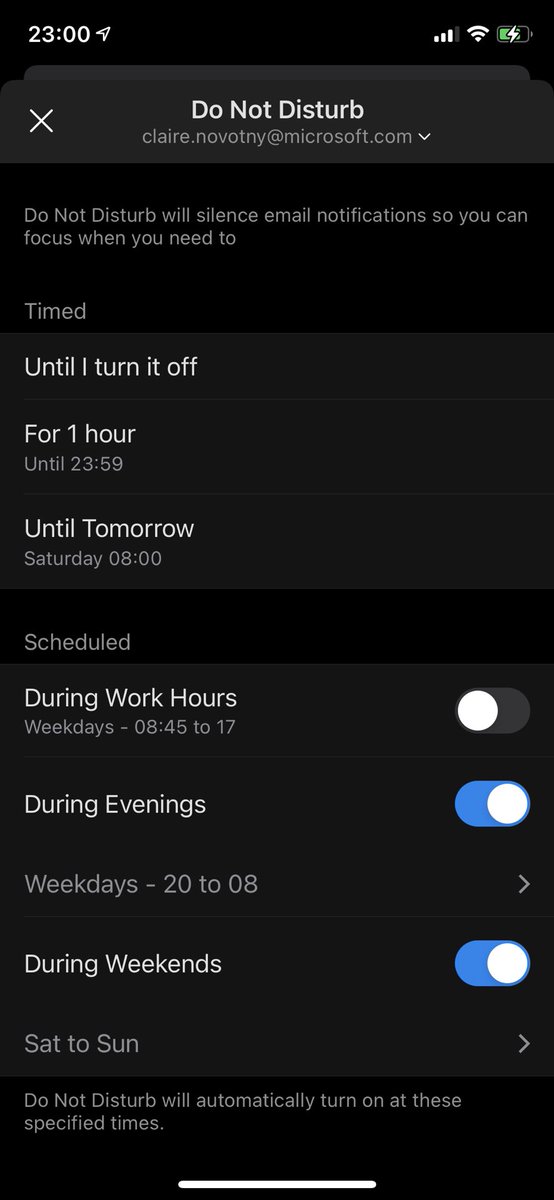 23:00
Do Not Disturb
claire.novotny@microsoft.com
Do Not Disturb will silence email notifications so you can
focus when you need to
Timed
Until I turn it off
For 1 hour
Until 23:59
Until Tomorrow
Saturday 08:00
Scheduled
During Work Hours
Weekdays - 08:45 to 17
During Evenings
Weekdays - 20 to 08
During Weekends
Sat to Sun
Do Not Disturb will automatically turn on at these
specified times.